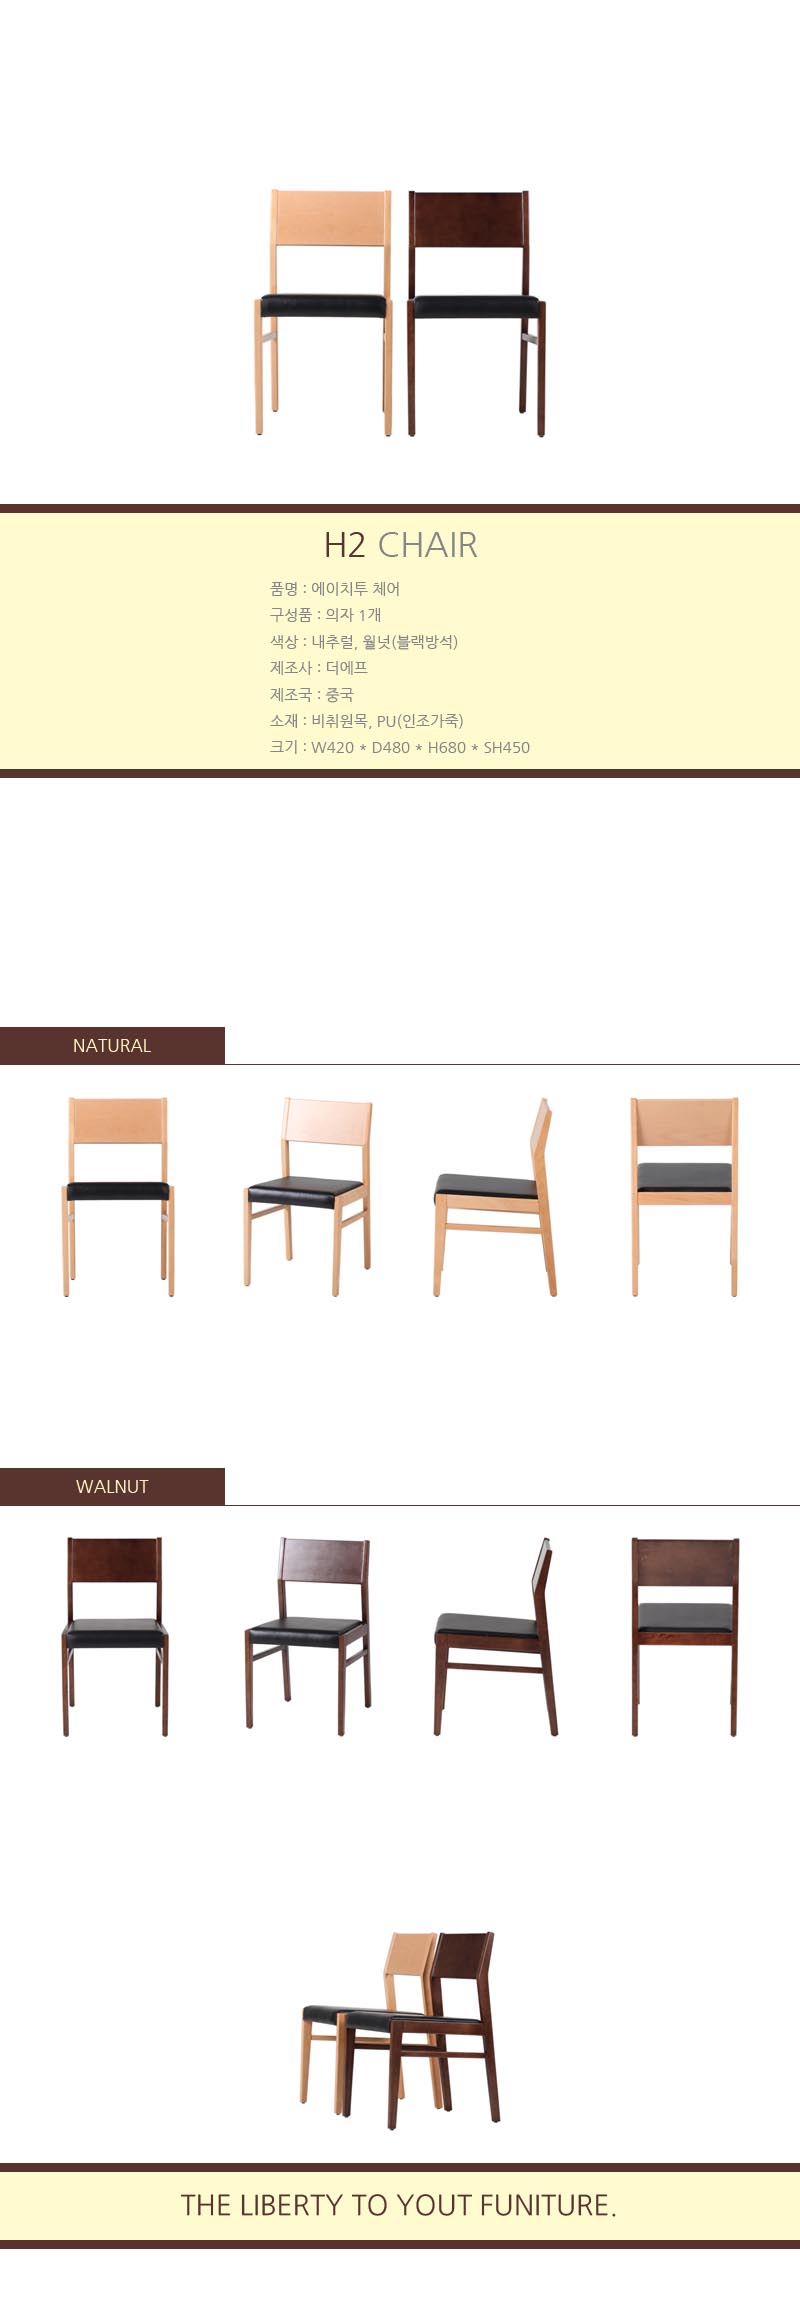 H2 CHAIR
품명 : 에이치투 체어
구성품 : 의자 1개
색상 : 내추럴, 월넛(블랙방석)
제조사 : 더에프
제조국 : 중국
소재 : 비취원목, PU(인조가죽)
크기 : W420 * D480 * H680 * SH450
NATURAL
WALNUT
THE LIBERTY TO YOUT FUNITURE.